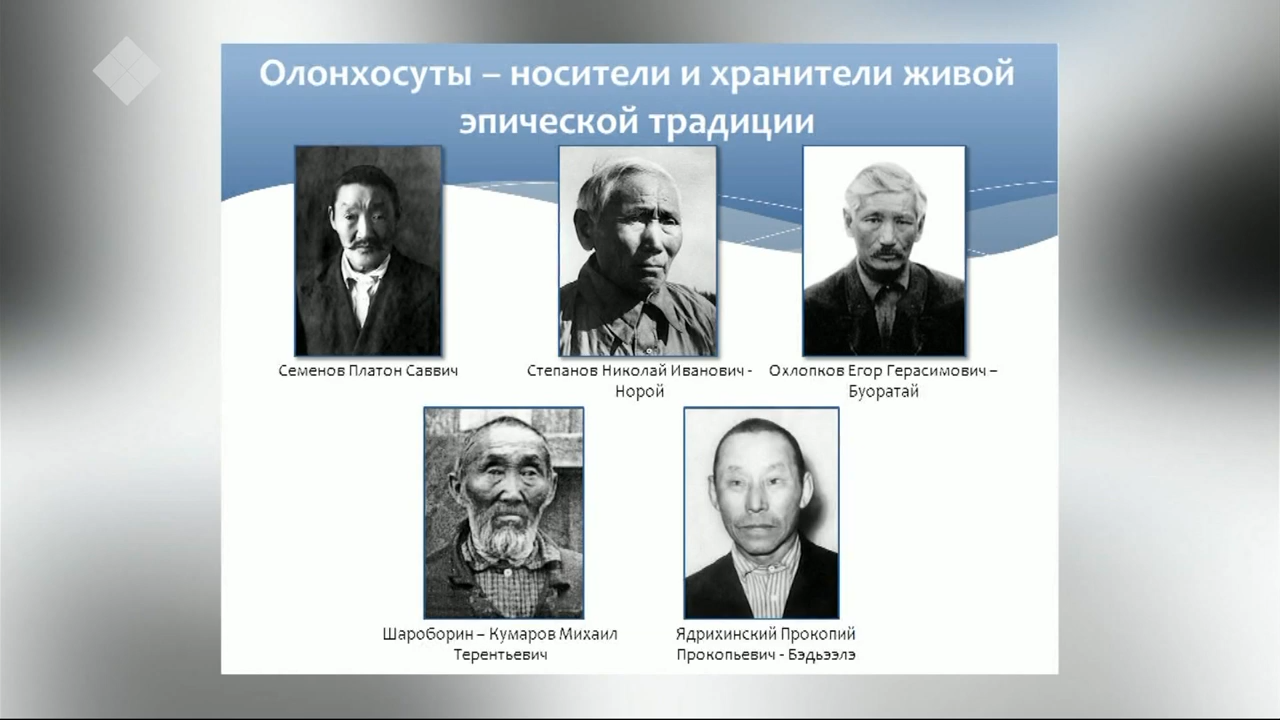 Олонхосуты – носители и хранители живой
эпической традиции
Семенов Платон Саввич
Степанов Николай Иванович -
Норой
Охлопков Егор Герасимович –
Буоратай
Шароборин – Кумаров Михаил
Терентьевич
Ядрихинский Прокопий
Прокопьевич - Бэдьээлэ